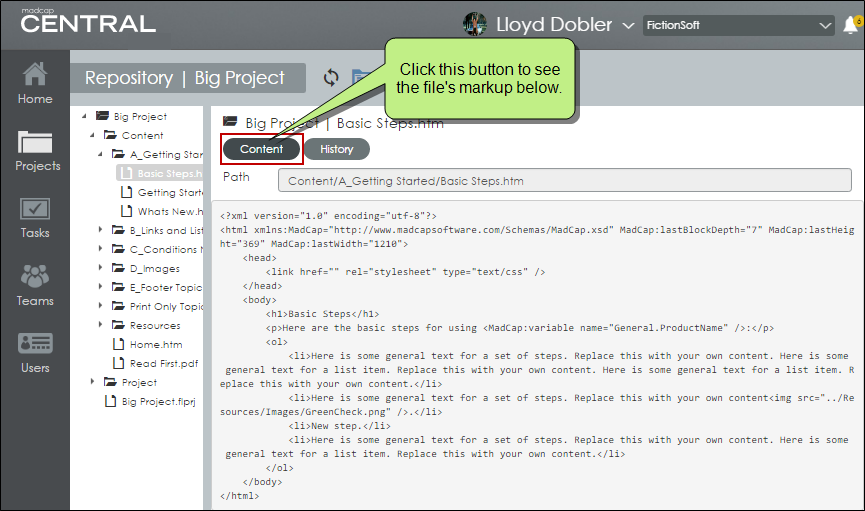 madcap
CENTRAL
Lloyd Dobler
FictionSoft
6
Home
Projects
Tasks
Teams
Users
Repository | Big Project
Click this button to see
the file's markup below.
Big Project
Content
A_Getting Star
Basic Steps.h
Getting Starte
Whats New.h
B_Links and List
C_Conditions
D_Images
E_Footer Topic
Print Only Topic
Resources
Home.htm
Read First.pdf
Project
Big Project.flprj
Big Project | Basic Steps.htm
Content
History
Path
Content/A_Getting Started/Basic Steps.htm
<?xml version="1.0" encoding="utf-8"?>
<html xmlns:MadCap="http://www.madcapsoftware.com/Schemas/MadCap.xsd" MadCap:lastBlockDepth="7" MadCap:lastHeig
ht="369" MadCap:lastWidth="1210">
<head>
<link href="" rel="stylesheet" type="text/css" />
</head>
<body>
<h1>Basic Steps</h1>
<p>Here are the basic steps for using <MadCap:variable name="General.ProductName" />:</p>
<ol>
<li>Here is some general text for a set of steps. Replace this with your own content. Here is some
general text for a list item. Replace this with your own content. Here is some general text for a list item. R
eplace this with your own content.</li>
<li>Here is some general text for a set of steps. Replace this with your own content<img src="../Re
sources/Images/GreenCheck.png" />.</li>
<li>New step.</li>
<li>Here is some general text for a set of steps. Replace this with your own content. Here is some
general text for a list item. Replace this with your own content.</li>
</ol>
</body>
</html>